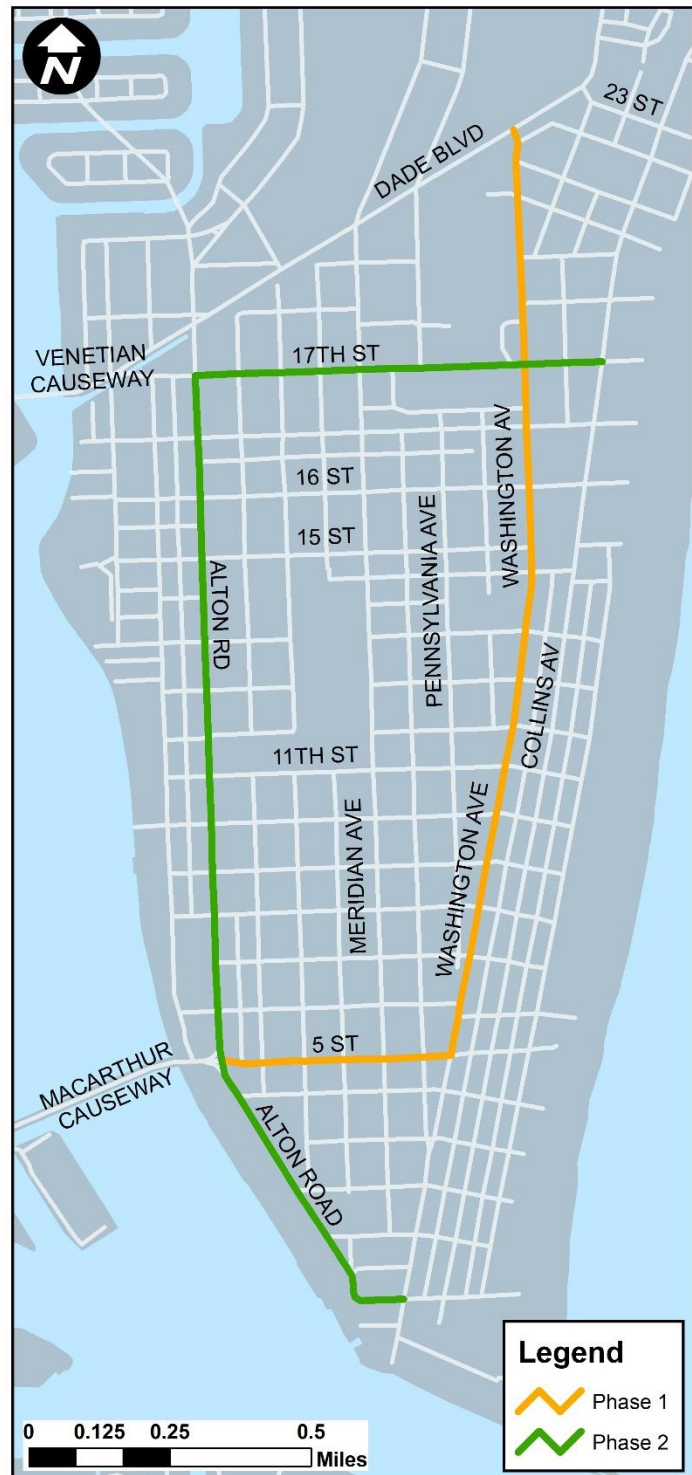 N
23 ST
DADE BLVD
VENETIAN
CAUSEWAY
17TH ST
WASHINGTON AV
16 ST
15 ST
PENNSYLVANIA AVE
ALTON RD
COLLINS AV
11TH ST
MERIDIAN AVE
WASHINGTON AVE
5 ST
MACARTHUR
CAUSEWAY
ALTON ROAD
Legend
Phase 1
Phase 2
0 0.125 0.25 0.5
Miles